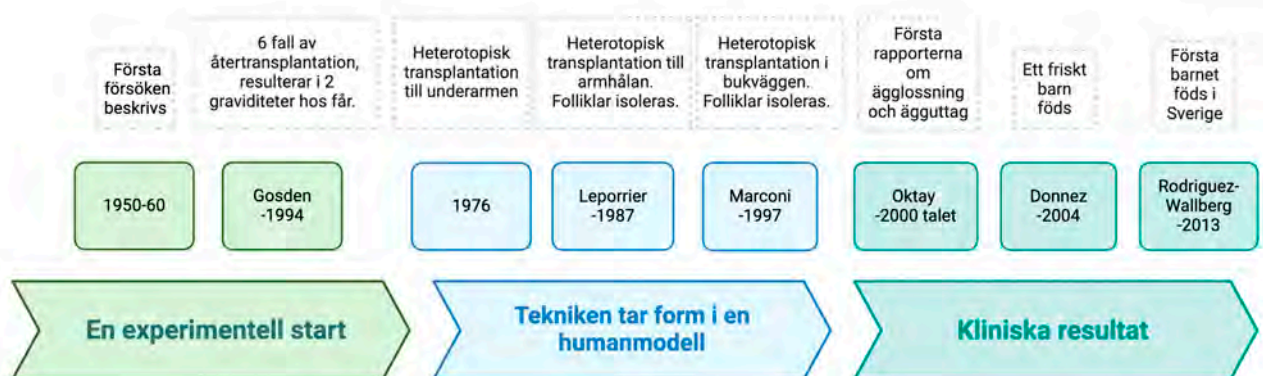 Första
försöken
beskrivs
6 fall av
återtransplantation,
resulterar i 2
graviditeter hos får.
Heterotopisk
transplantation
till underarmen
Heterotopisk
transplantation till
armhålan.
Folliklar isoleras.
Heterotopisk
transplantation i
bukväggen.
Folliklar isoleras.
Första
rapporterna
om
ägglossning
och ägguttag
Ett friskt
barn
föds
Första
barnet
föds i
Sverige
1950-60
Gosden
-1994
1976
Leporrier
-1987
Marconi
-1997
Oktay
-2000 talet
Donnez
-2004
Rodriguez-
Wallberg
-2013
En experimentell start
Tekniken tar form i en
humanmodell
Kliniska resultat